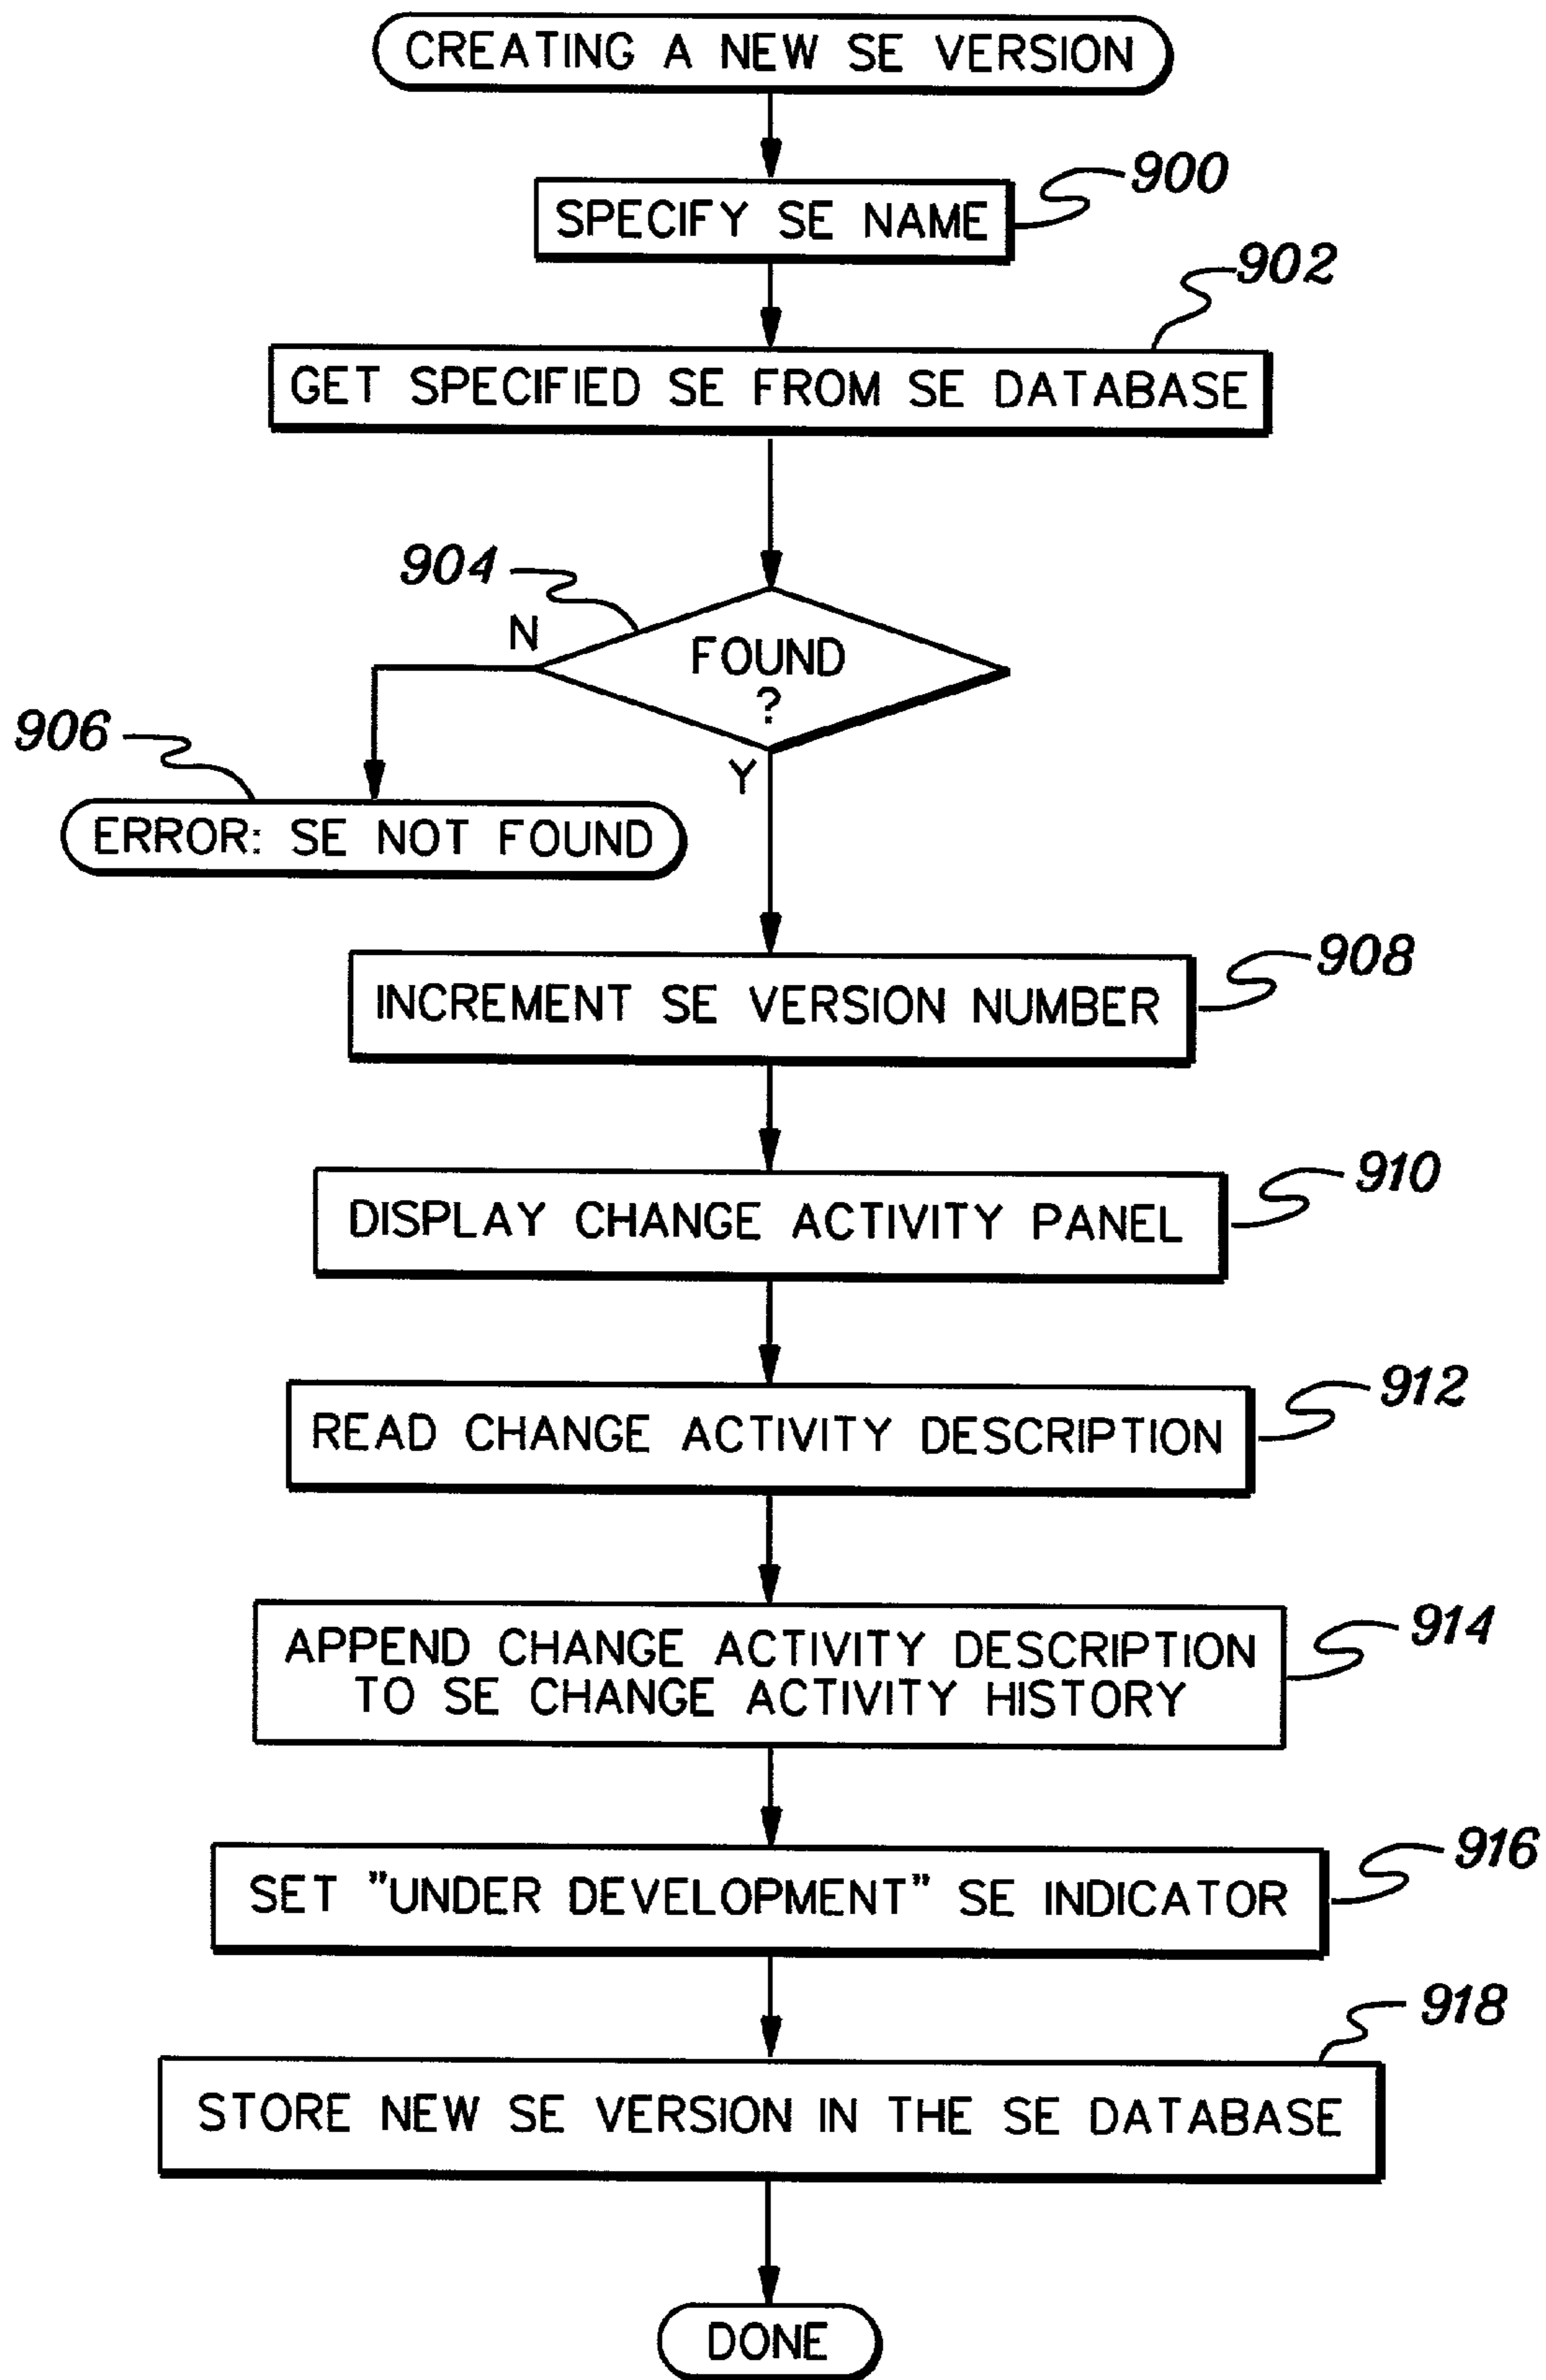 CREATING A NEW SE VERSION
900
SPECIFY SE NAME
902
GET SPECIFIED SE FROM SE DATABASE
904
N
FOUND
?
906
Y
ERROR: SE NOT FOUND
908
INCREMENT SE VERSION NUMBER
910
DISPLAY CHANGE ACTIVITY PANEL
912
READ CHANGE ACTIVITY DESCRIPTION
914
APPEND CHANGE ACTIVITY DESCRIPTION
TO SE CHANGE ACTIVITY HISTORY
916
SET "UNDER DEVELOPMENT" SE INDICATOR
918
STORE NEW SE VERSION IN THE SE DATABASE
DONE